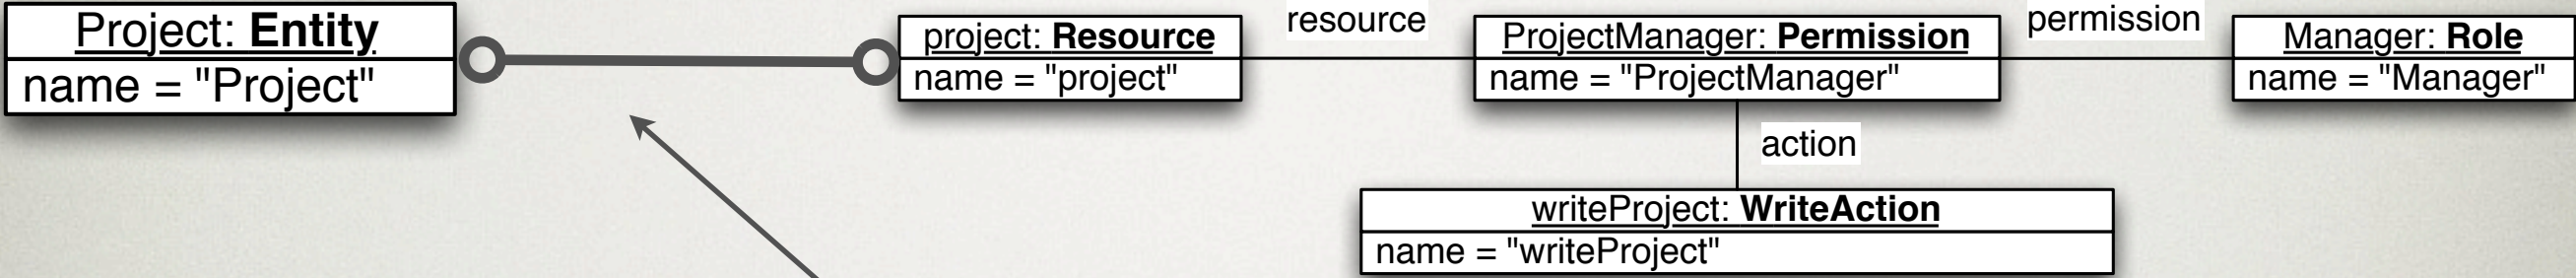 Project: Entity
name = "Project"
project: Resource
name = "project"
resource
ProjectManager: Permission
name = "ProjectManager"
permission
Manager: Role
name = "Manager"
action
writeProject: WriteAction
name = "writeProject"